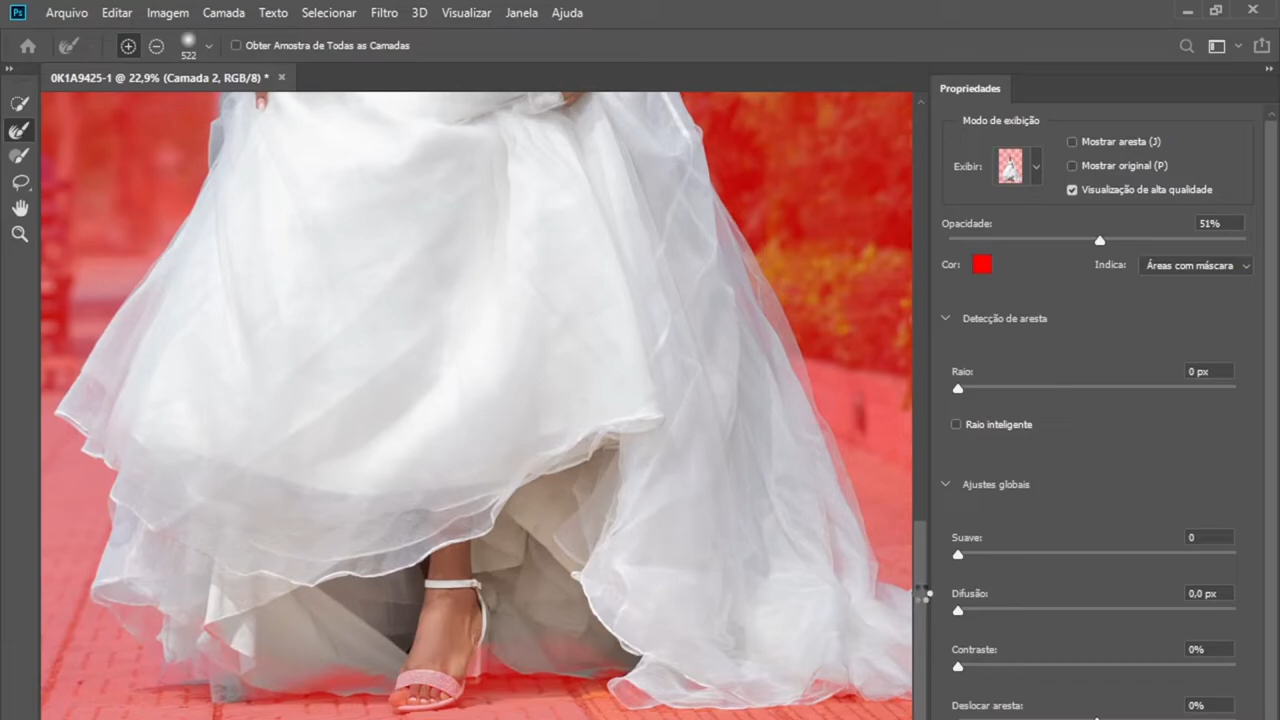 Ps Arquivo Editar Imagem Camada Texto Selecionar Filtro 3D Visualizar Janela Ajuda
522 Obter Amostra de Todas as Camadas
0K1A9425-1 @ 22,9% (Camada 2, RGB/8) *
Propriedades
Modo de exibição
Mostrar aresta (J)
Exibir: Mostrar original (P)
Visualização de alta qualidade
Opacidade: 51%
Cor: Indica: Áreas com máscara
Detecção de aresta
Raio: 0 px
Raio inteligente
Ajustes globais
Suave: 0
Difusão: 0,0 px
Contraste: 0%
Deslocar aresta: 0%